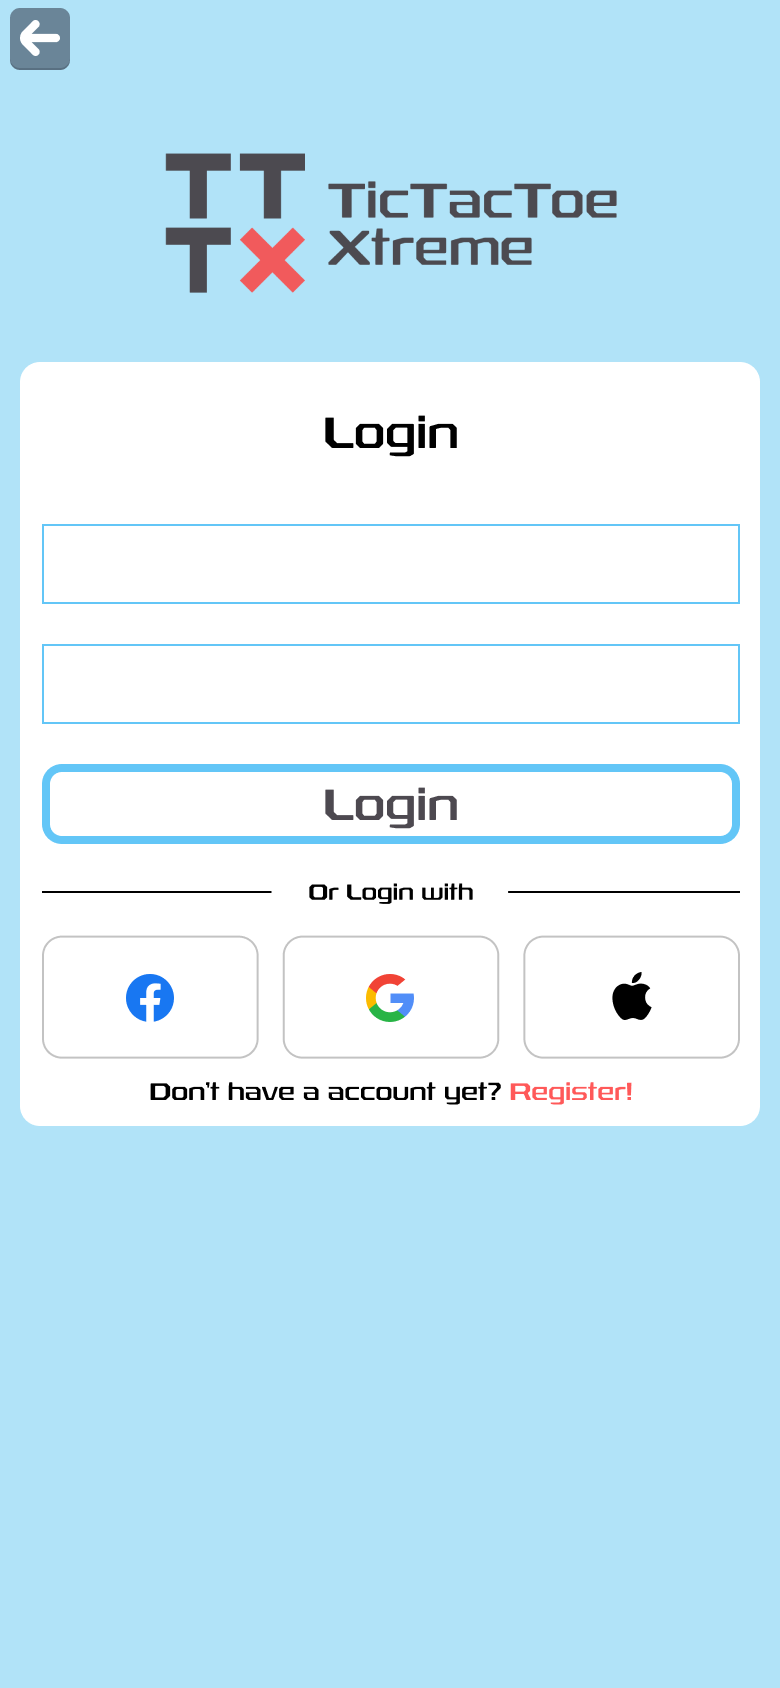 TT
TX
TicTacToe
Xtreme
Login
Login
Or Login with
Don't have a account yet? Register!